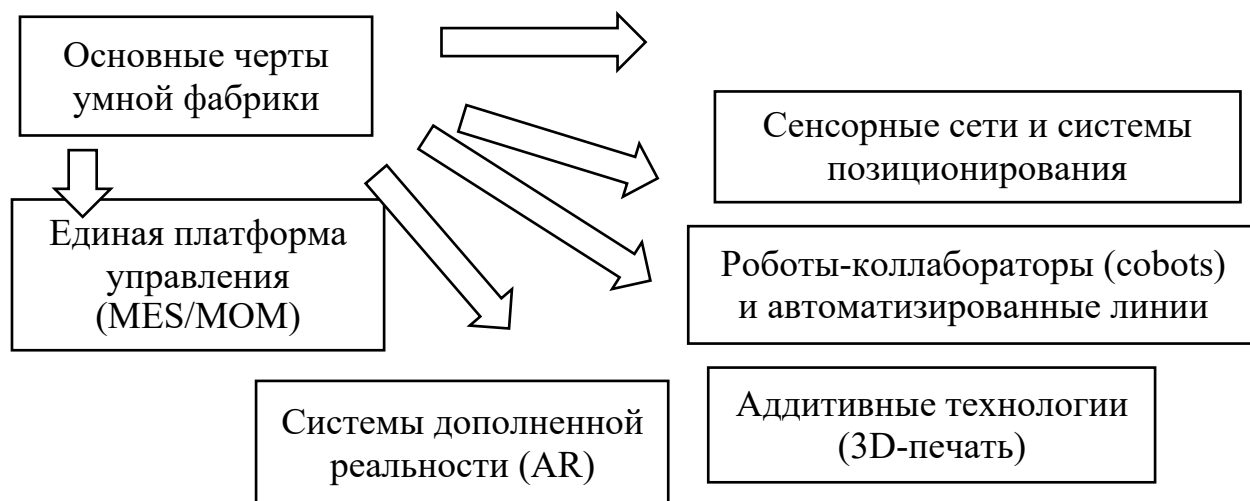 Основные черты
умной фабрики
Сенсорные сети и системы
позиционирования
Единая платформа
управления
(MES/MOM)
Роботы-коллабораторы (cobots)
и автоматизированные линии
Системы дополненной
реальности (AR)
Аддитивные технологии
(3D-печать)